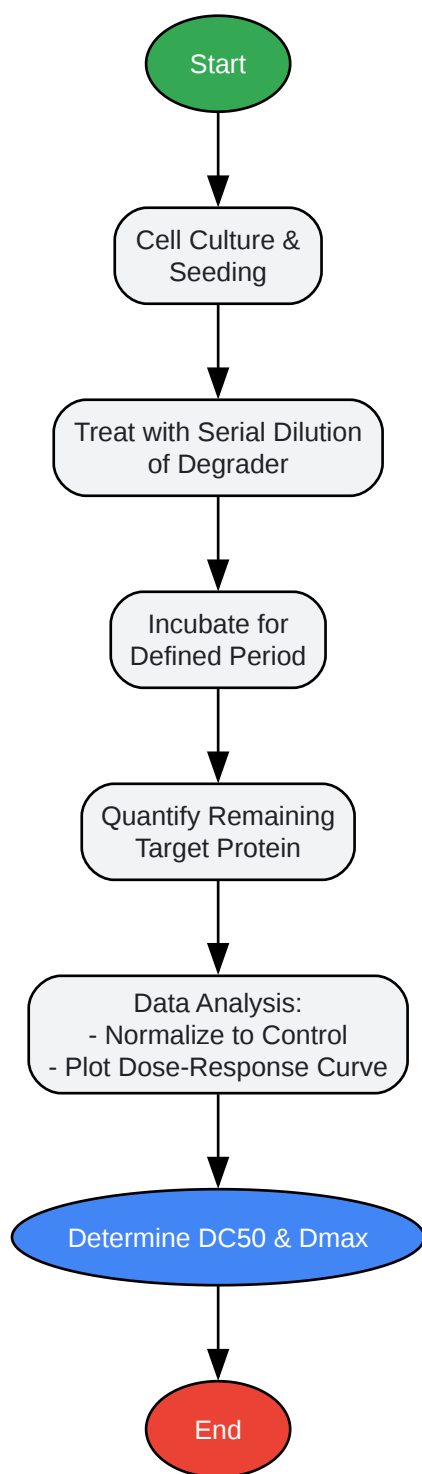 Start
Cell Culture &
Seeding
Treat with Serial Dilution
of Degrader
Incubate for
Defined Period
Quantify Remaining
Target Protein
Data Analysis:
- Normalize to Control
- Plot Dose-Response Curve
Determine DC50 & Dmax
End